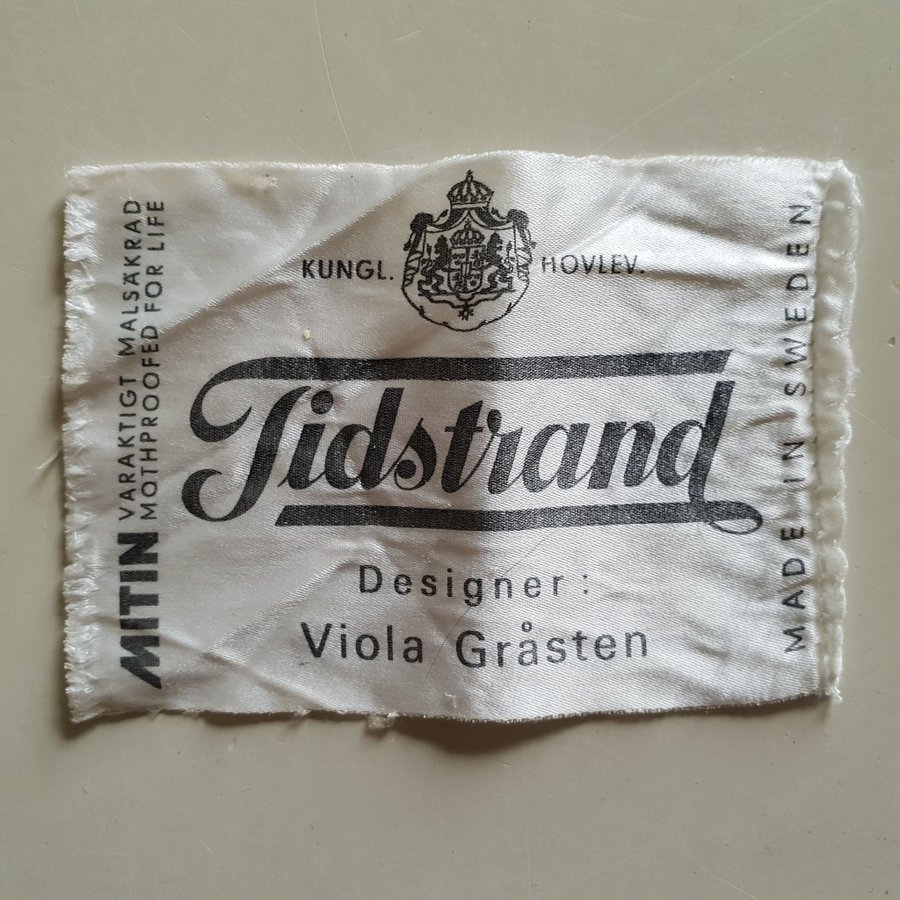 KUNGL. HOVLEV.
Tidstrand
Designer:
Viola Gråsten
MITIN VARAKTIGT MALSÄKRAD
MOTHPROOFED FOR LIFE
MADE IN SWEDEN